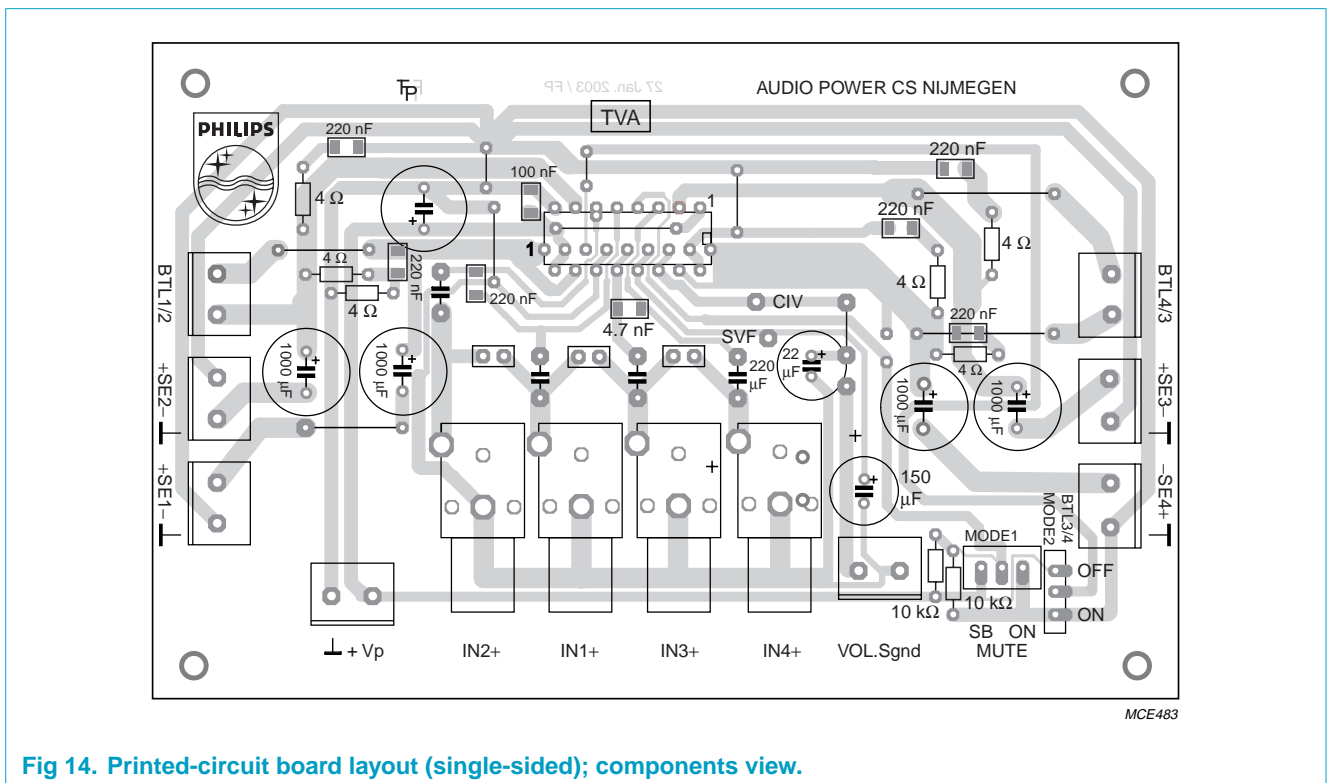 TP
27 Jan. 2003 / FP
AUDIO POWER CS NIJMEGEN
PHILIPS
TVA
220 nF
220 nF
100 nF
4 Ω
1
220 nF
4 Ω
1
BTL1/2
4 Ω
220 nF
4 Ω
BTL4/3
220 nF
4 Ω
CIV
4.7 nF
220 nF
SVF
22 μF
+SE2−
1000 μF
1000 μF
220 μF
4 Ω
1000 μF
1000 μF
+SE3−
+SE1−
150 μF
−SE4+
BTL3/4
MODE2
MODE1
OFF
10 kΩ
10 kΩ
ON
SB ON
MUTE
+ Vp
IN2+
IN1+
IN3+
IN4+
VOL.Sgnd
MCE483
Fig 14. Printed-circuit board layout (single-sided); components view.